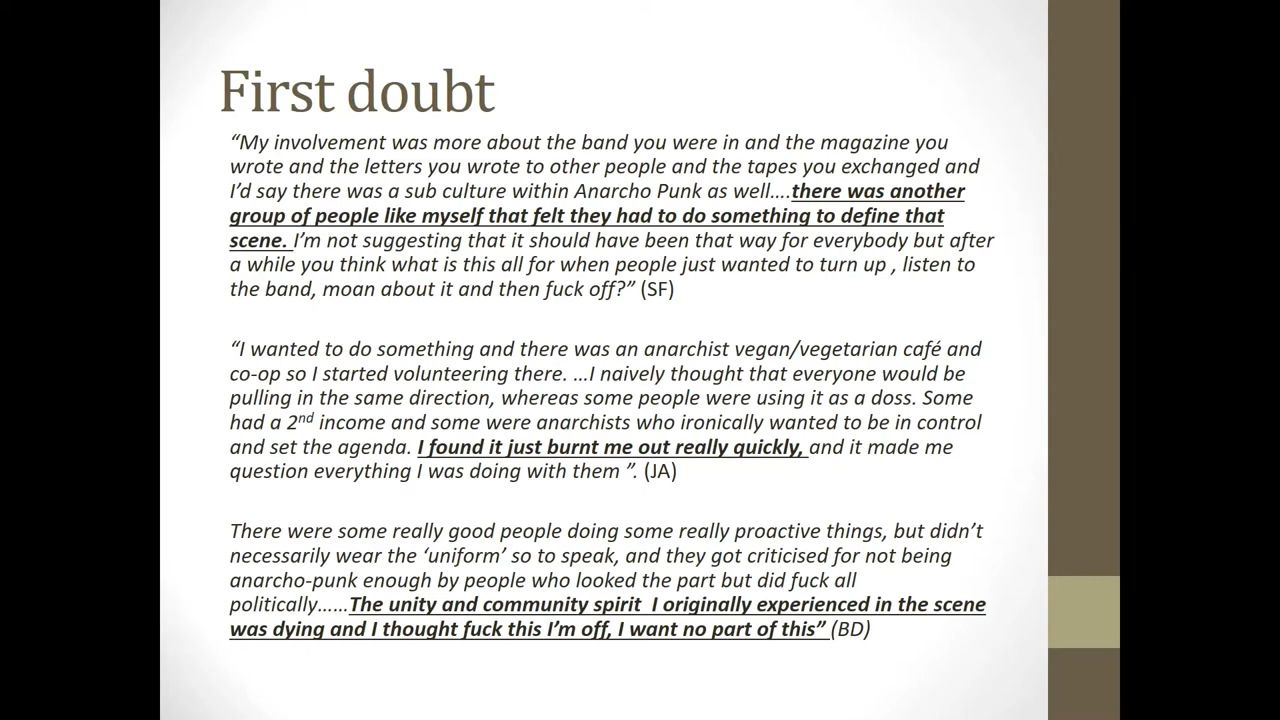 First doubt
“My involvement was more about the band you were in and the magazine you
wrote and the letters you wrote to other people and the tapes you exchanged and
I’d say there was a sub culture within Anarcho Punk as well….there was another
group of people like myself that felt they had to do something to define that
scene. I’m not suggesting that it should have been that way for everybody but after
a while you think what is this all for when people just wanted to turn up , listen to
the band, moan about it and then fuck off?” (SF)
“I wanted to do something and there was an anarchist vegan/vegetarian café and
co-op so I started volunteering there. …I naively thought that everyone would be
pulling in the same direction, whereas some people were using it as a doss. Some
had a 2nd income and some were anarchists who ironically wanted to be in control
and set the agenda. I found it just burnt me out really quickly, and it made me
question everything I was doing with them ”. (JA)
There were some really good people doing some really proactive things, but didn’t
necessarily wear the ‘uniform’ so to speak, and they got criticised for not being
anarcho-punk enough by people who looked the part but did fuck all
politically……The unity and community spirit  I originally experienced in the scene
was dying and I thought fuck this I’m off, I want no part of this” (BD)